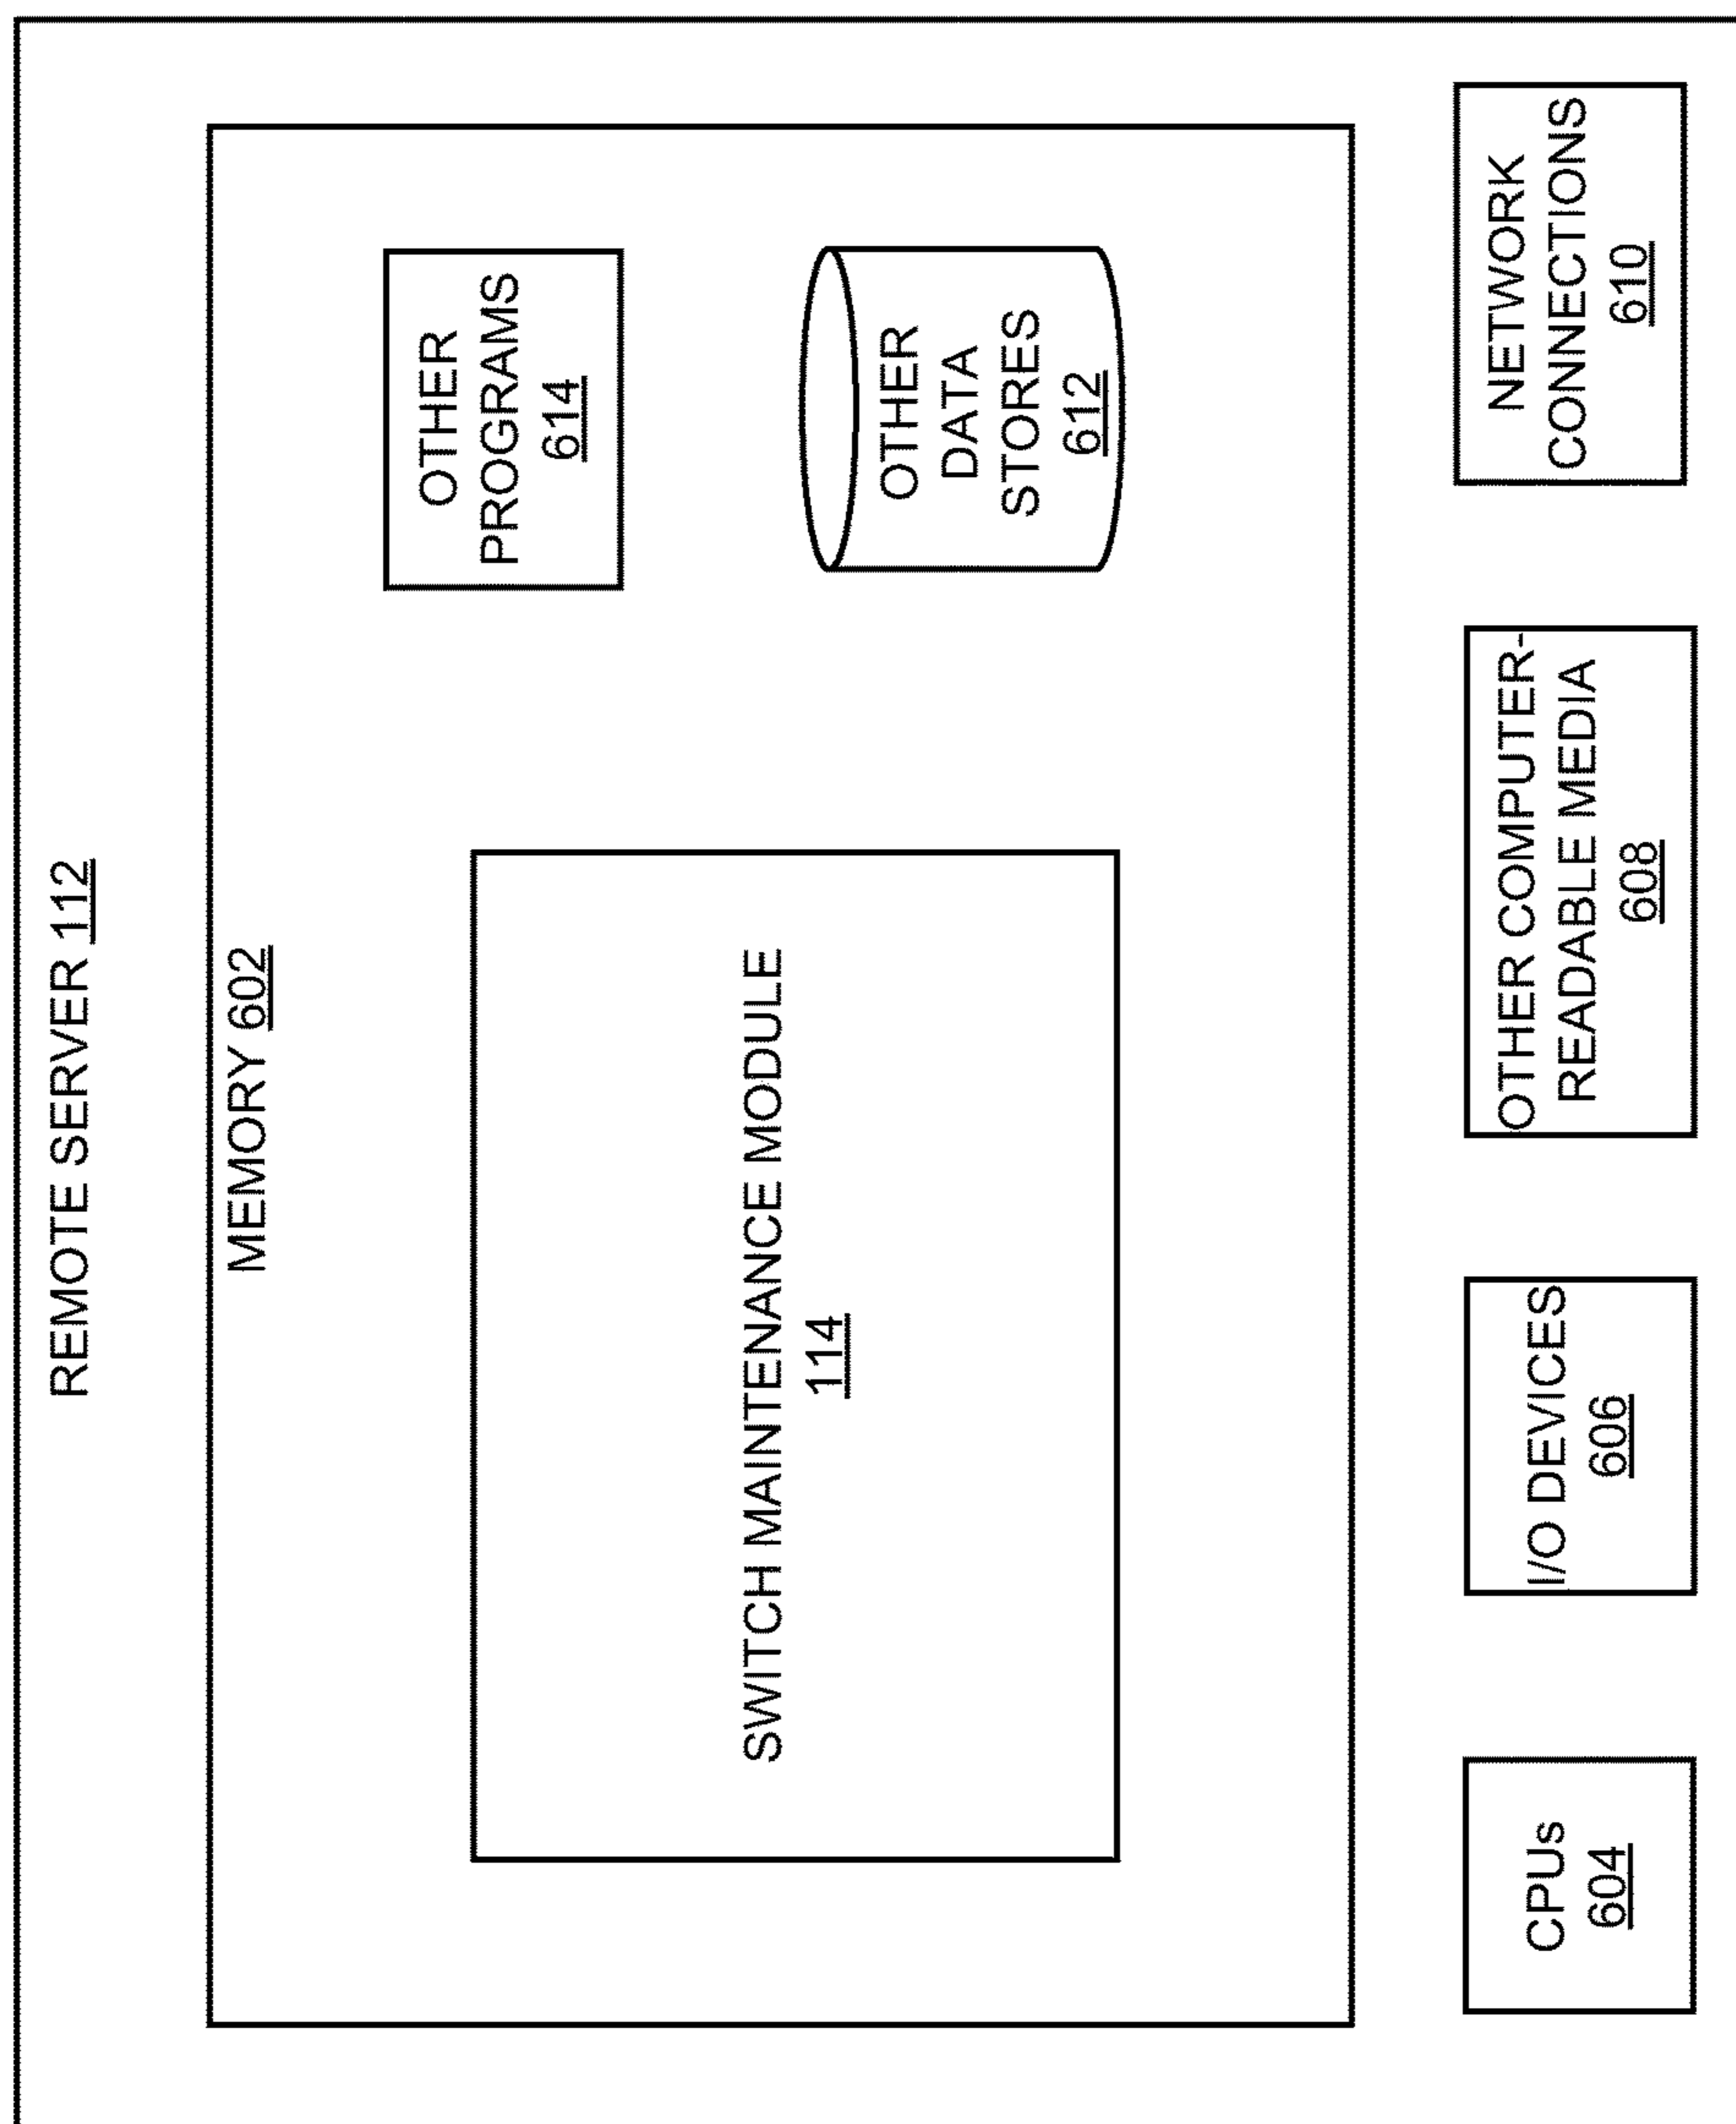 REMOTE SERVER 112
MEMORY 602
SWITCH MAINTENANCE MODULE
114
OTHER
PROGRAMS
614
OTHER
DATA
STORES
612
CPUs
604
I/O DEVICES
606
OTHER COMPUTER-
READABLE MEDIA
608
NETWORK
CONNECTIONS
610